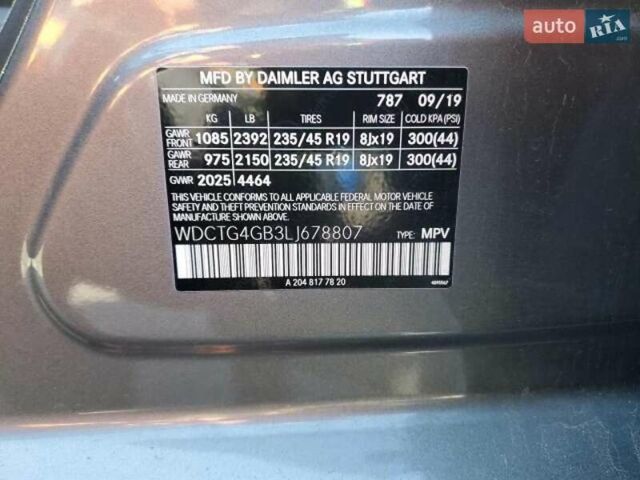 auto RIA .com
MFD BY DAIMLER AG STUTTGART
MADE IN GERMANY 787 09/19
KG LB TIRES RIM SIZE COLD KPA (PSI)
GAWR FRONT 1085 2392 235/45 R19 8Jx19 300(44)
GAWR REAR 975 2150 235/45 R19 8Jx19 300(44)
GVWR 2025 4464
THIS VEHICLE CONFORMS TO ALL APPLICABLE FEDERAL MOTOR VEHICLE
SAFETY AND THEFT PREVENTION STANDARDS IN EFFECT ON THE DATE OF
MANUFACTURE SHOWN ABOVE.
WDCTG4GB3LJ678807 TYPE: MPV
A 204 817 78 20